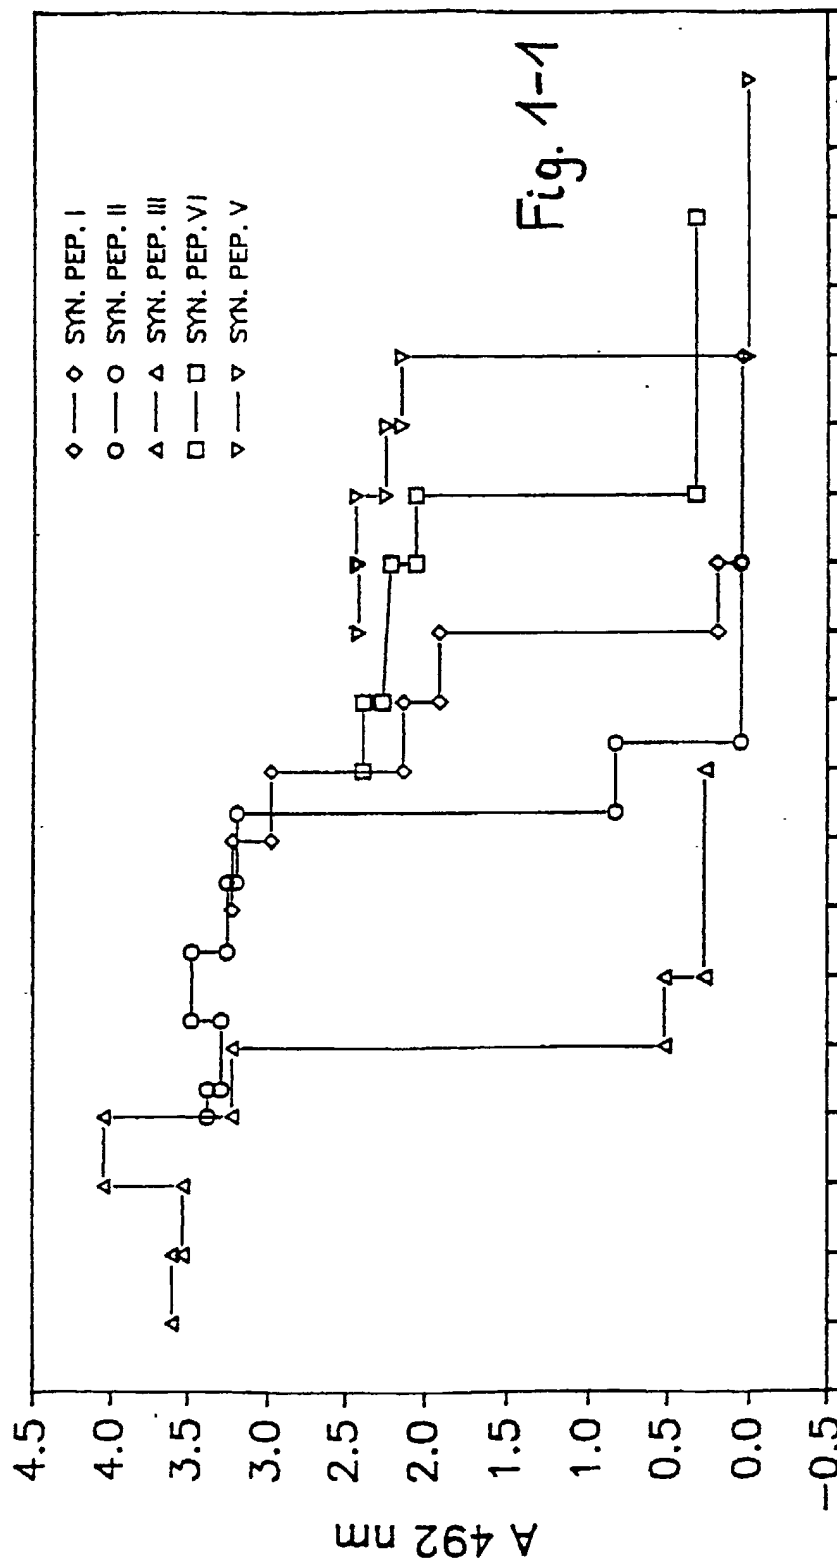 A 492 nm
4.5
4.0
3.5
3.0
2.5
2.0
1.5
1.0
0.5
0.0
-0.5
SYN. PEP. I
SYN. PEP. II
SYN. PEP. III
SYN. PEP. VI
SYN. PEP. V
Fig. 1-1